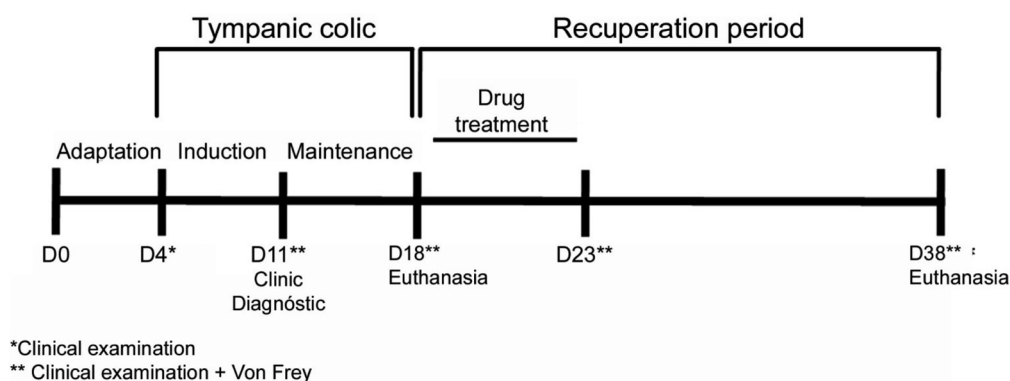 Tympanic colic
Recuperation period
Drug
treatment
Adaptation
Induction
Maintenance
D0
D4*
D11**
Clinic
Diagnóstic
D18**
Euthanasia
D23**
D38** :
Euthanasia
*Clinical examination
** Clinical examination + Von Frey